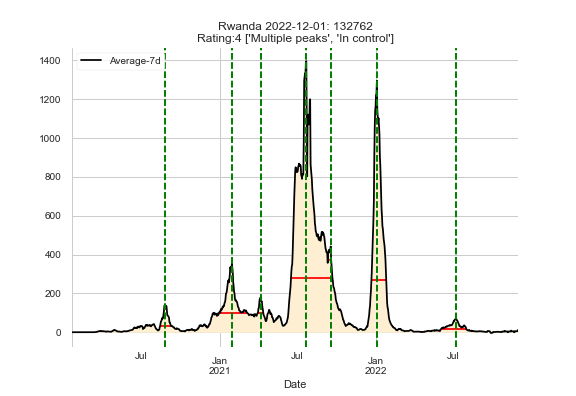 Rwanda 2022-12-01: 132762
Rating:4 ['Multiple peaks', 'In control']
Average-7d
1400
1200
1000
800
600
400
200
0
Jul
Jan
2021
Jul
Jan
2022
Jul
Date